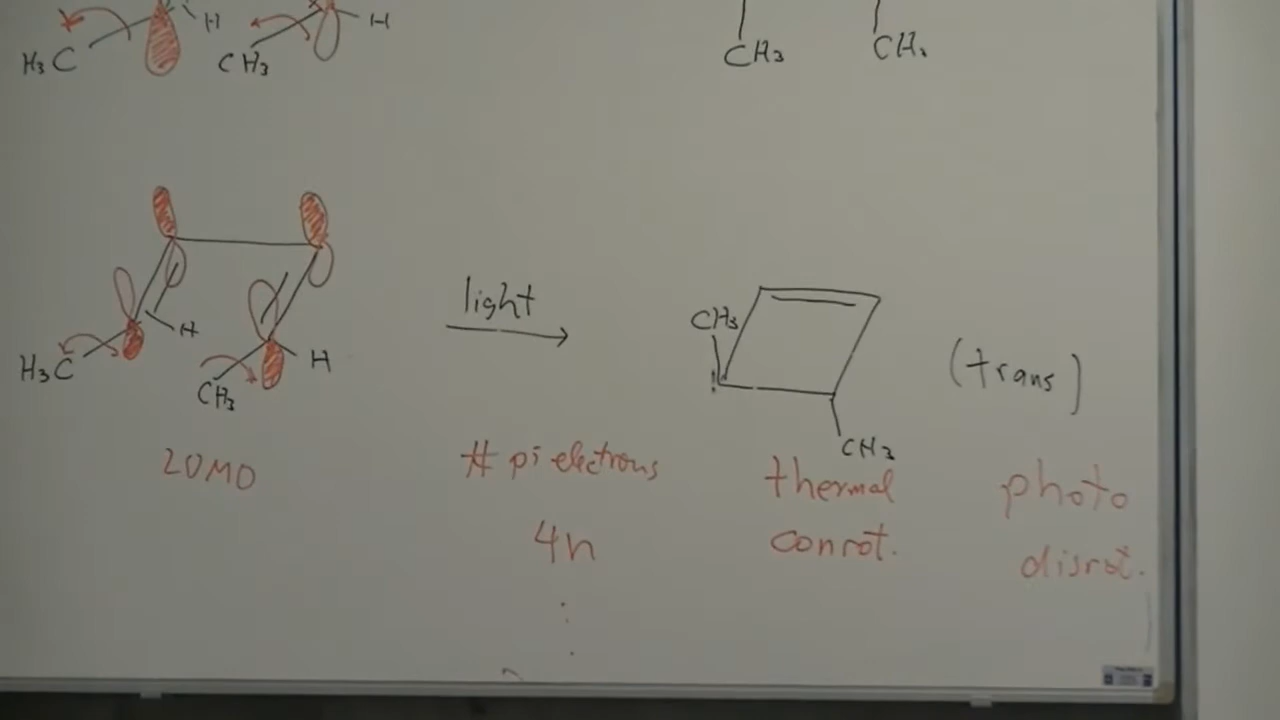 H₃C H CH₃ H CH₃ CH₃
light
CH₃
H
H₃C CH₃ H
(trans)
CH₃
LUMO # pi electrons thermal photo
4n conrot. disrot.